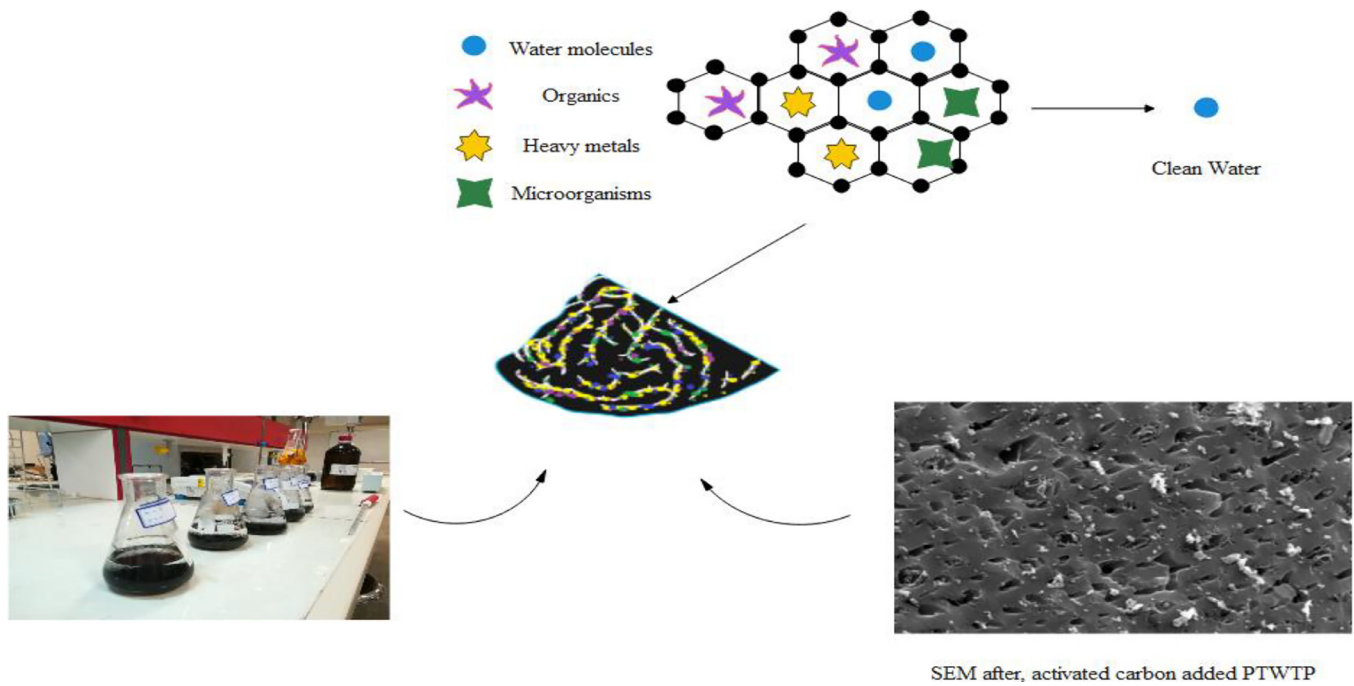 Water molecules
Organics
Heavy metals
Microorganisms
Clean Water
SEM after, activated carbon added PTWTP